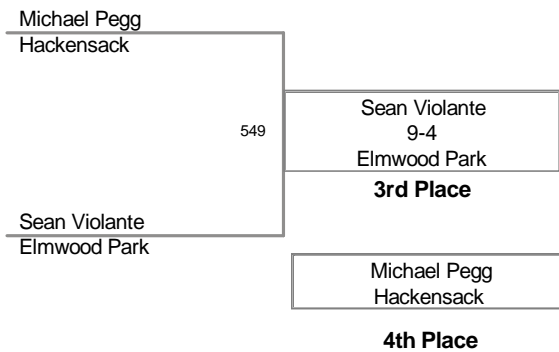 Michael Pegg
Hackensack
549
Sean Violante
9-4
Elmwood Park
3rd Place
Sean Violante
Elmwood Park
Michael Pegg
Hackensack
4th Place